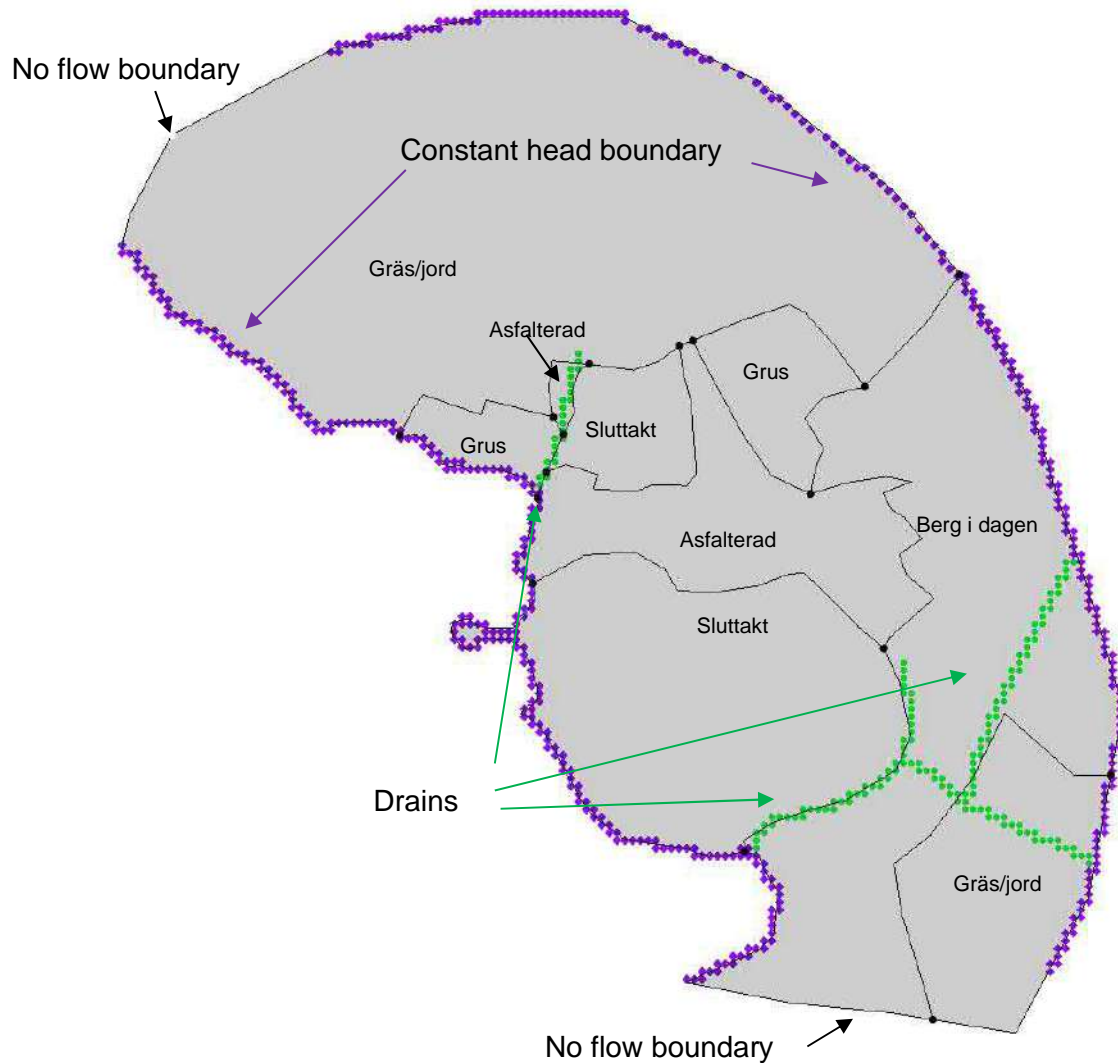 No flow boundary
Constant head boundary
Gräs/jord
Asfalterad
Grus
Sluttakt
Grus
Berg i dagen
Asfalterad
Sluttakt
Drains
Gräs/jord
No flow boundary